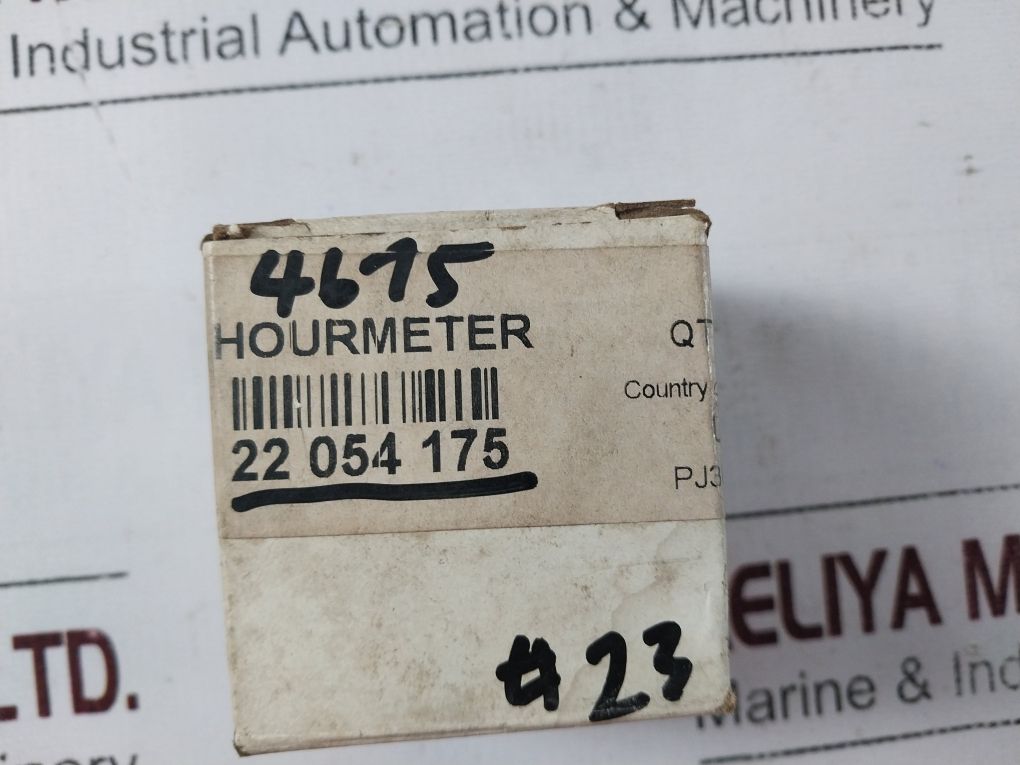 Industrial Automation & Machinery
4675
HOURMETER
QT
Country
22 054 175
PJ3
ELIYA M
LTD.
Marine & Ind
#23